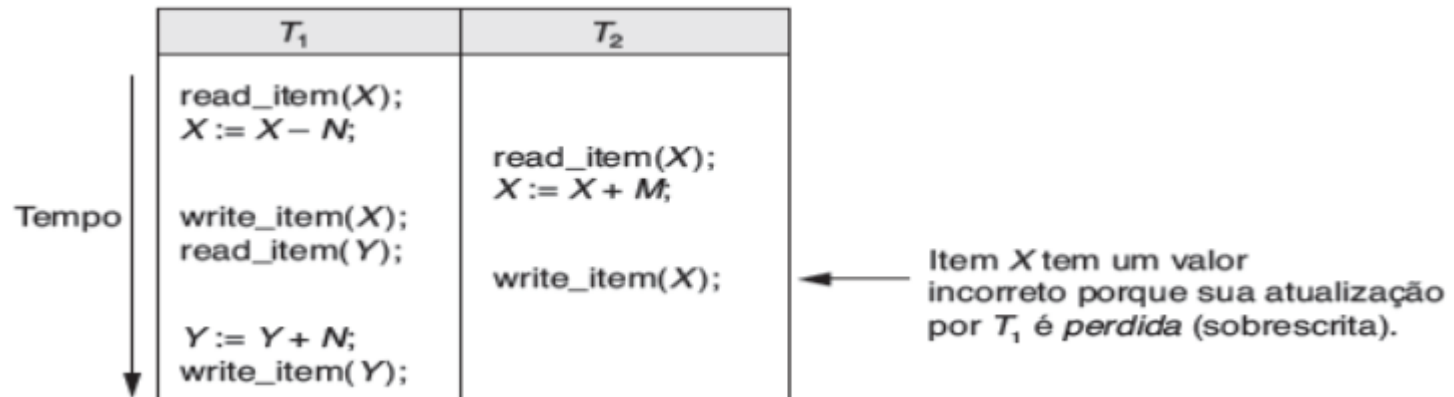 T₁ T₂
read_item(X);
X := X – N;
read_item(X);
X := X + M;
Tempo
write_item(X);
read_item(Y);
write_item(X);
Item X tem um valor
incorreto porque sua atualização
por T₁ é perdida (sobrescrita).
Y := Y + N;
write_item(Y);